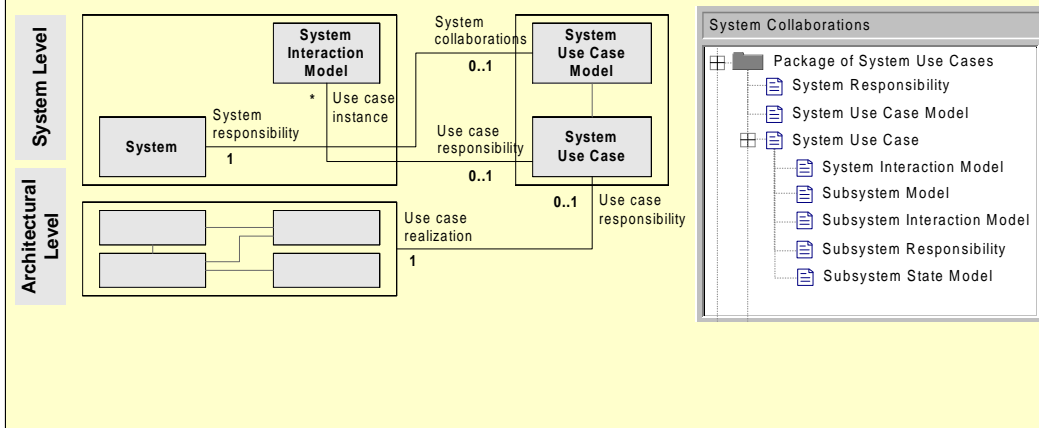 System Level
System
Interaction
Model
*
Use case
instance
System
responsibility
1
System
System
collaborations
0..1
System
Use Case
Model
Use case
responsibility
0..1
System
Use Case
0..1
Use case
responsibility
Architectural
Level
Use case
realization
1
System Collaborations
Package of System Use Cases
System Responsibility
System Use Case Model
System Use Case
System Interaction Model
Subsystem Model
Subsystem Interaction Model
Subsystem Responsibility
Subsystem State Model